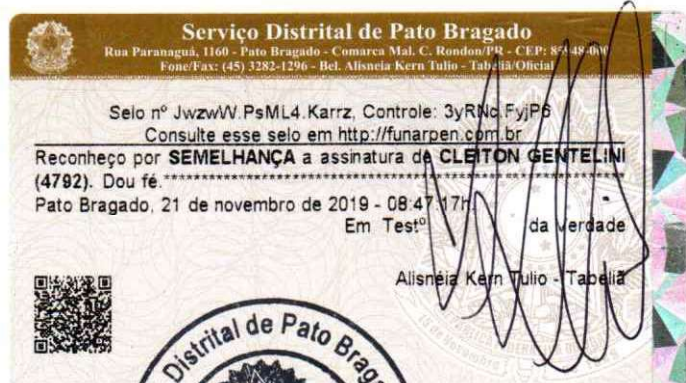 Serviço Distrital de Pato Bragado
Rua Paranaguá, 1160 - Pato Bragado - Comarca Mal. C. Rondon/PR - CEP:
Fone/Fax: (45) 3282-1296 - Bel. Alisneia Kern Tulio - Tabeliã/Oficial
Selo nº JwzwW.PsML4.Karrz, Controle: 3yRNc.FyjP6
Consulte esse selo em http://funarpen.com.br
Reconheço por SEMELHANÇA a assinatura de CLEITON GENTELINI
(4792). Dou fé.
Pato Bragado, 21 de novembro de 2019 - 08:47:17h.
Em Testº da verdade
Alisnéia Kern Tulio - Tabeliã
Distrital de Pato